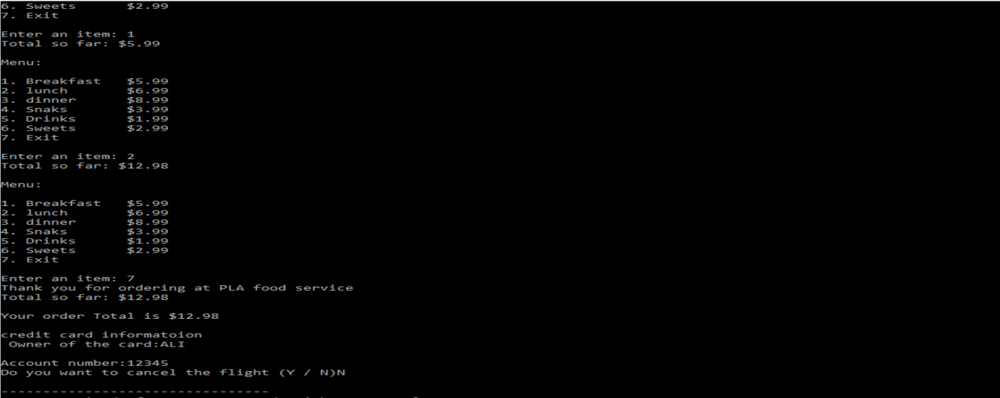 6. Sweets      $2.99
7. Exit
Enter an item: 1
Total so far: $5.99
Menu:
1. Breakfast   $5.99
2. lunch       $6.99
3. dinner      $8.99
4. Snaks       $3.99
5. Drinks      $1.99
6. Sweets      $2.99
7. Exit
Enter an item: 2
Total so far: $12.98
Menu:
1. Breakfast   $5.99
2. lunch       $6.99
3. dinner      $8.99
4. Snaks       $3.99
5. Drinks      $1.99
6. Sweets      $2.99
7. Exit
Enter an item: 7
Thank you for ordering at PLA food service
Total so far: $12.98
Your order Total is $12.98
credit card informatoion
Owner of the card:ALI
Account number:12345
Do you want to cancel the flight (Y / N)N
--------------------------------